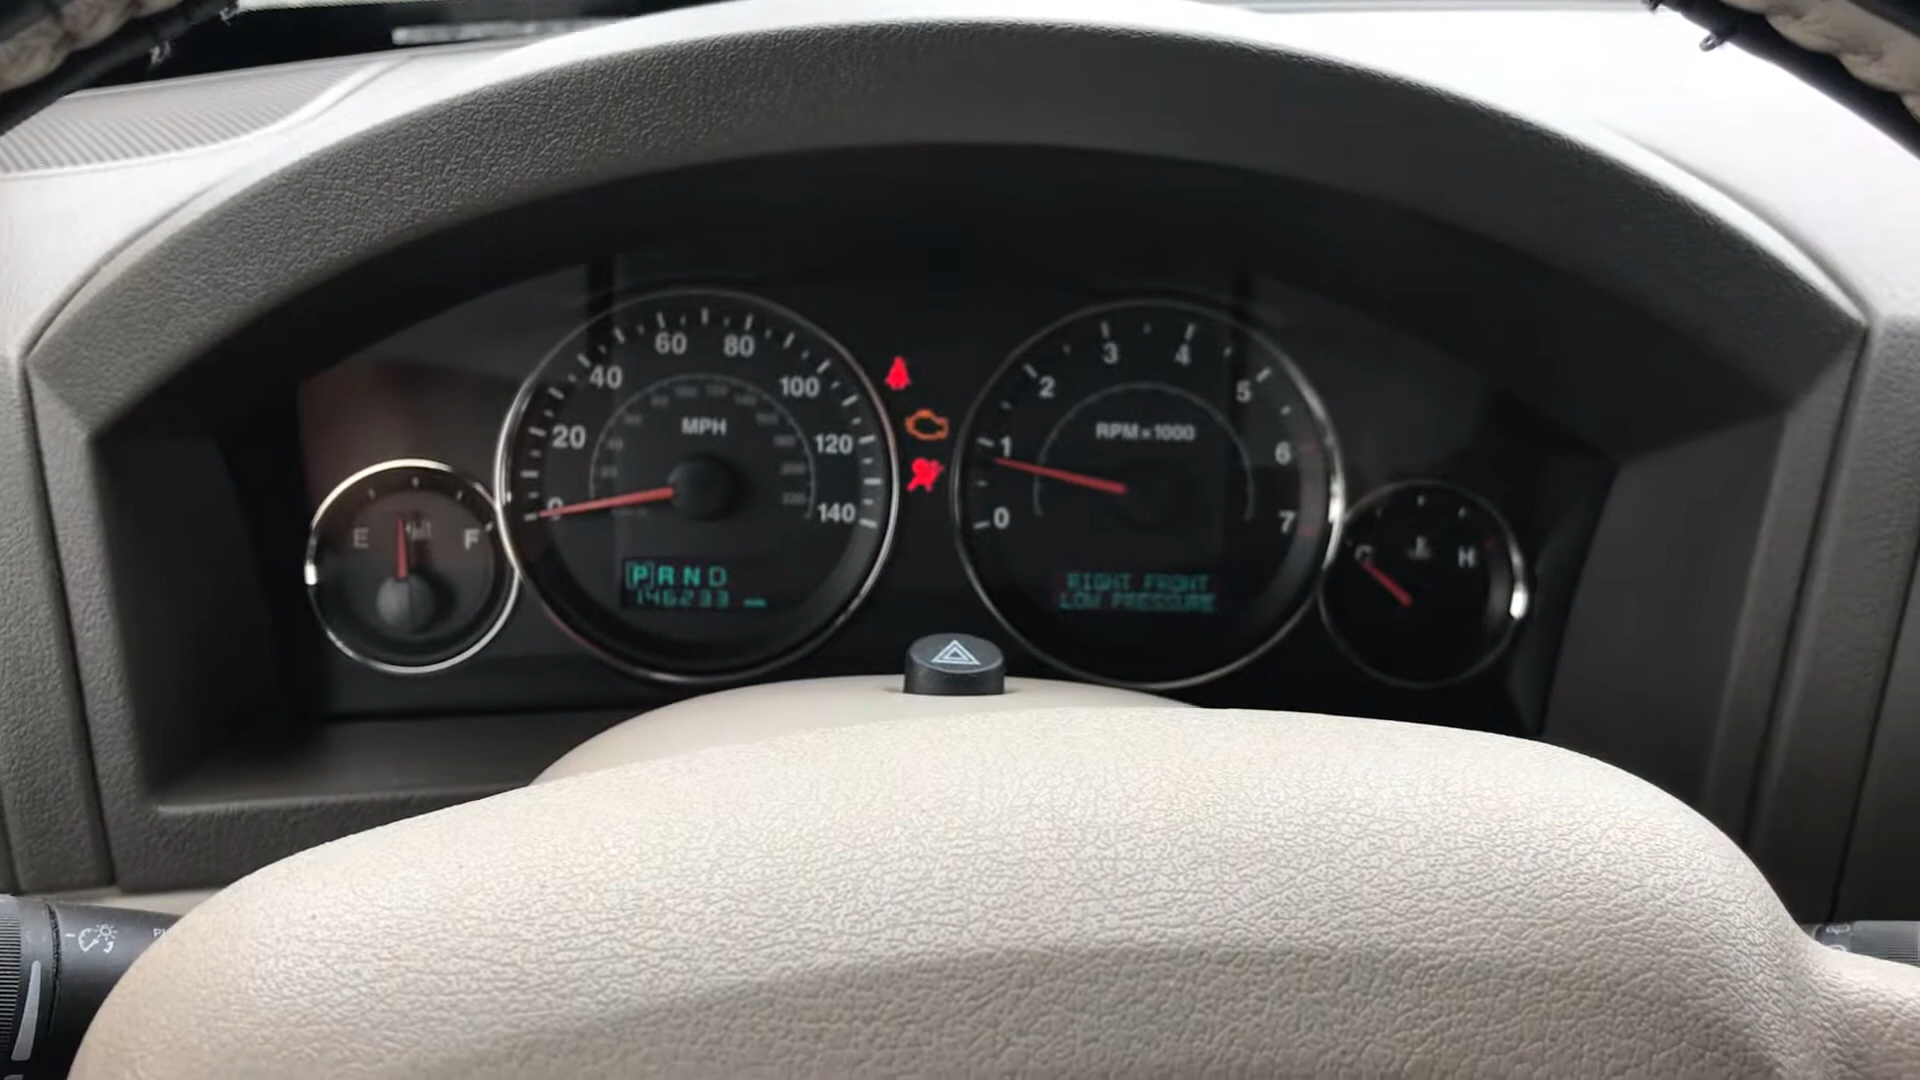 60 80
40 100
MPH
20 120
0 140
E F
P R N D
146233
3 4
2 5
RPM x 1000
1 6
0 7
RIGHT FRONT
LOW PRESSURE
C H